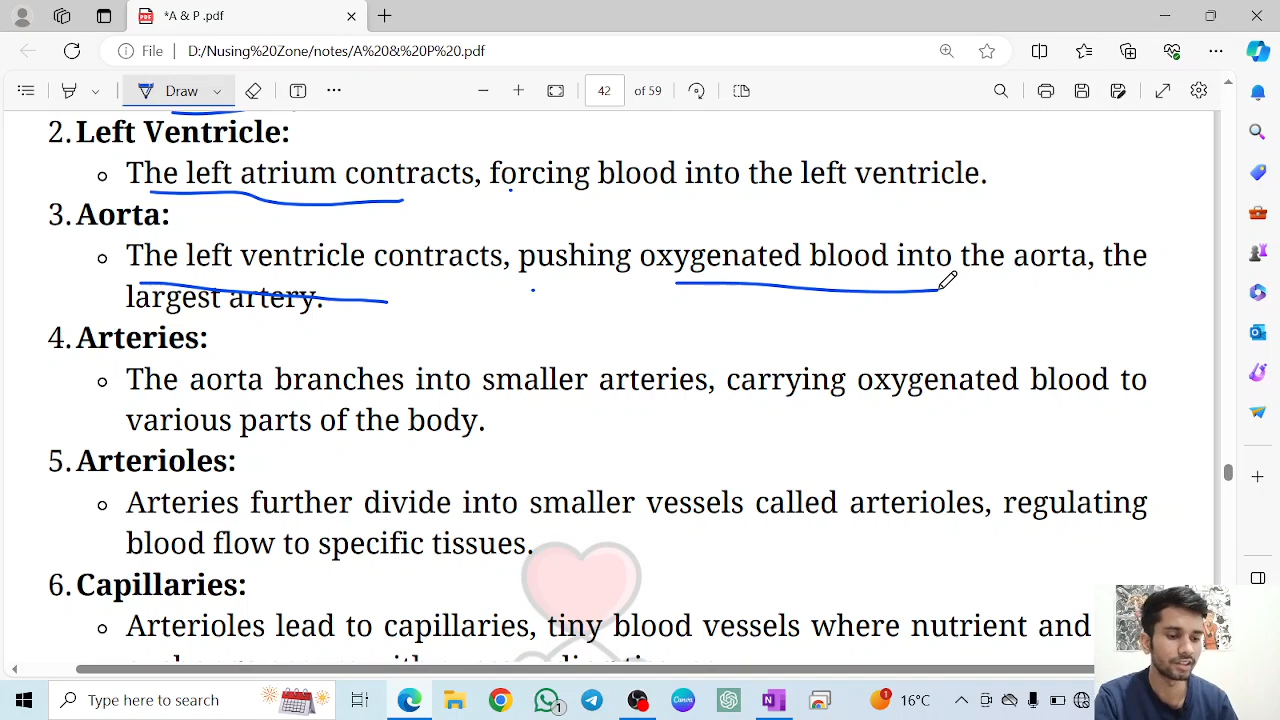 *A & P .pdf
File
D:/Nusing%20Zone/notes/A%20&%20P%20.pdf
Draw
42 of 59
2. Left Ventricle:
The left atrium contracts, forcing blood into the left ventricle.
3. Aorta:
The left ventricle contracts, pushing oxygenated blood into the aorta, the
largest artery.
4. Arteries:
The aorta branches into smaller arteries, carrying oxygenated blood to
various parts of the body.
5. Arterioles:
Arteries further divide into smaller vessels called arterioles, regulating
blood flow to specific tissues.
6. Capillaries:
Arterioles lead to capillaries, tiny blood vessels where nutrient and
Type here to search
1
Canva
1
16°C